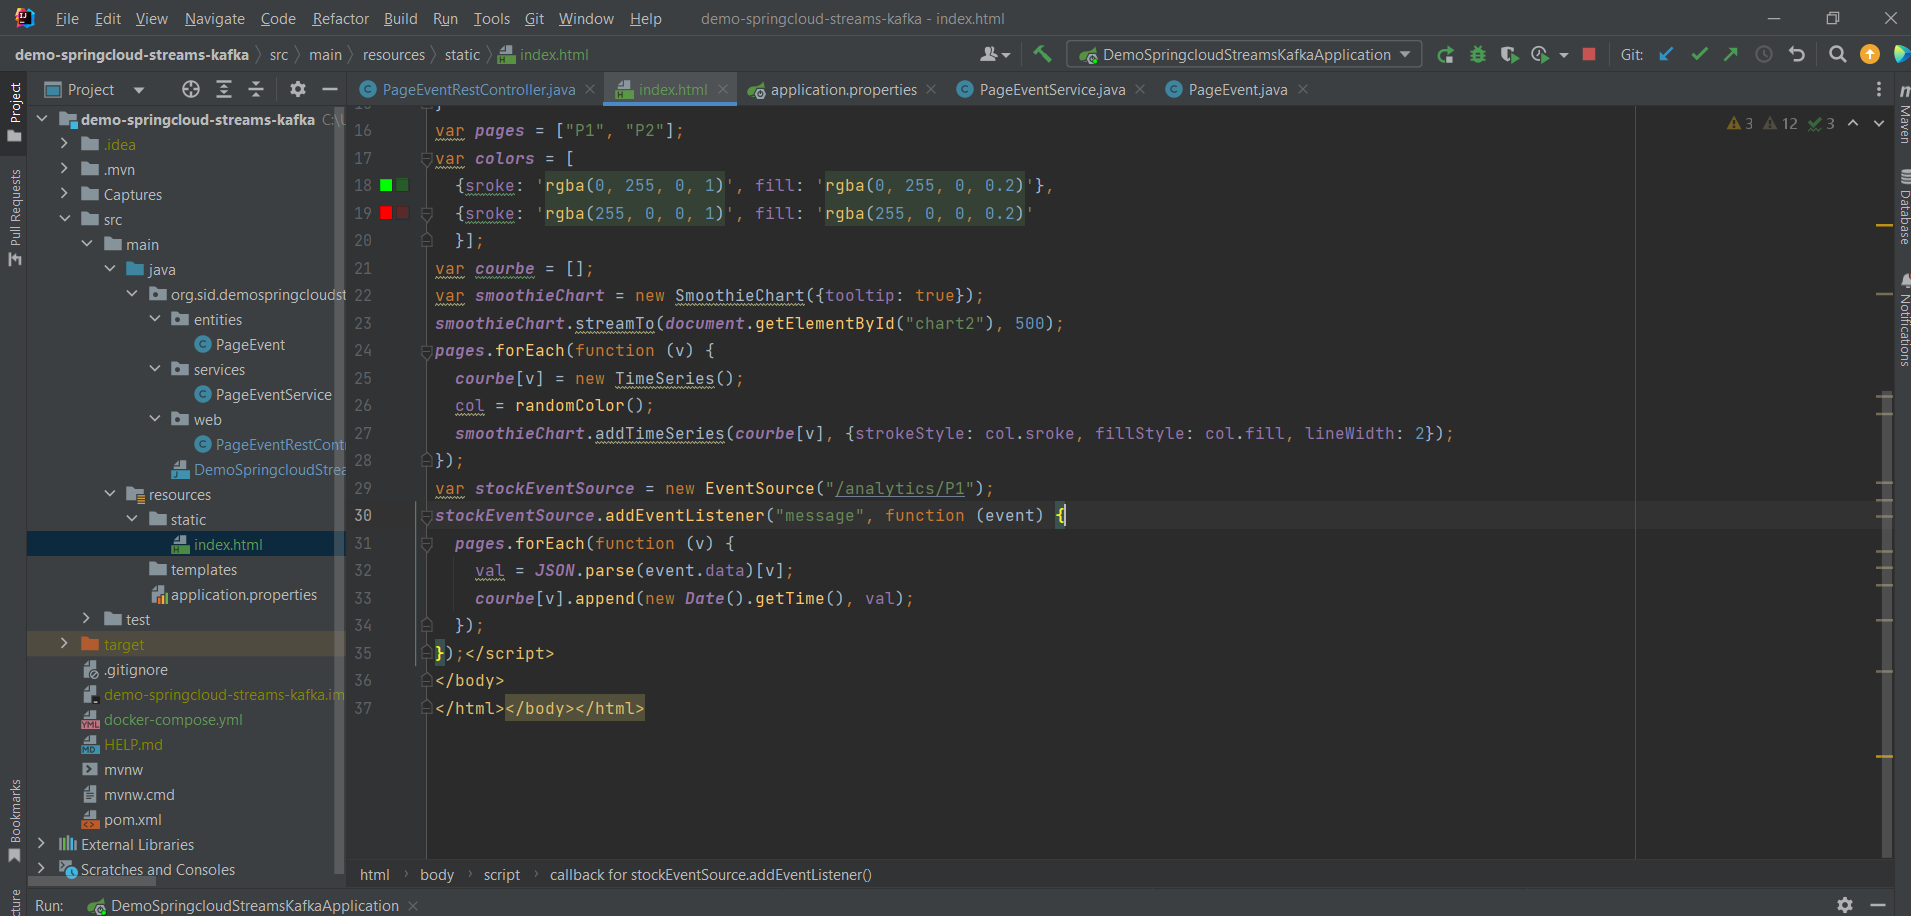 File Edit View Navigate Code Refactor Build Run Tools Git Window Help demo-springcloud-streams-kafka - index.html
demo-springcloud-streams-kafka src main resources static index.html DemoSpringcloudStreamsKafkaApplication Git:
Project
PageEventRestController.java index.html application.properties PageEventService.java PageEvent.java
Project
Pull Requests
Bookmarks
demo-springcloud-streams-kafka
.idea
.mvn
Captures
src
main
java
org.sid.demospringcloudst
entities
PageEvent
services
PageEventService
web
PageEventRestCont
DemoSpringcloudStrea
resources
static
index.html
templates
application.properties
test
target
.gitignore
demo-springcloud-streams-kafka.im
docker-compose.yml
HELP.md
mvnw
mvnw.cmd
pom.xml
External Libraries
Scratches and Consoles
3 12 3
16 var pages = ["P1", "P2"];
17 var colors = [
18 {sroke: 'rgba(0, 255, 0, 1)', fill: 'rgba(0, 255, 0, 0.2)'},
19 {sroke: 'rgba(255, 0, 0, 1)', fill: 'rgba(255, 0, 0, 0.2)'
20 }];
21 var courbe = [];
22 var smoothieChart = new SmoothieChart({tooltip: true});
23 smoothieChart.streamTo(document.getElementById("chart2"), 500);
24 pages.forEach(function (v) {
25 courbe[v] = new TimeSeries();
26 col = randomColor();
27 smoothieChart.addTimeSeries(courbe[v], {strokeStyle: col.sroke, fillStyle: col.fill, lineWidth: 2});
28 });
29 var stockEventSource = new EventSource("/analytics/P1");
30 stockEventSource.addEventListener("message", function (event) {
31 pages.forEach(function (v) {
32 val = JSON.parse(event.data)[v];
33 courbe[v].append(new Date().getTime(), val);
34 });
35 });</script>
36 </body>
37 </html></body></html>
Maven
Database
Notifications
html body script callback for stockEventSource.addEventListener()
Run: DemoSpringcloudStreamsKafkaApplication